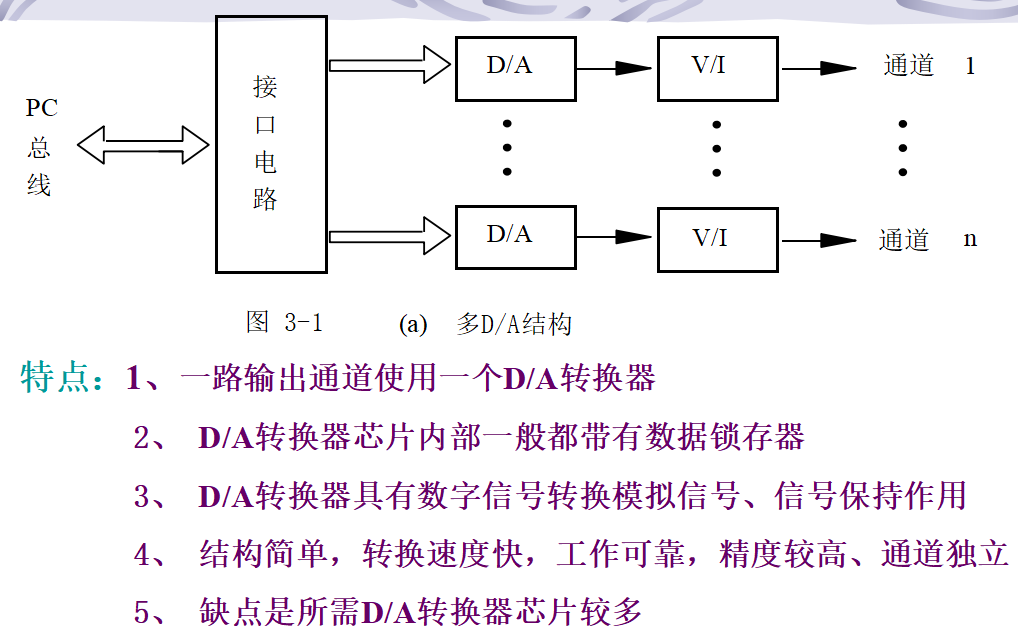 PC
总
线
接
口
电
路
D/A
V/I
通道 1
D/A
V/I
通道 n
图 3-1 (a) 多D/A结构
特点：1、一路输出通道使用一个D/A转换器
2、 D/A转换器芯片内部一般都带有数据锁存器
3、 D/A转换器具有数字信号转换模拟信号、信号保持作用
4、 结构简单，转换速度快，工作可靠，精度较高、通道独立
5、 缺点是所需D/A转换器芯片较多